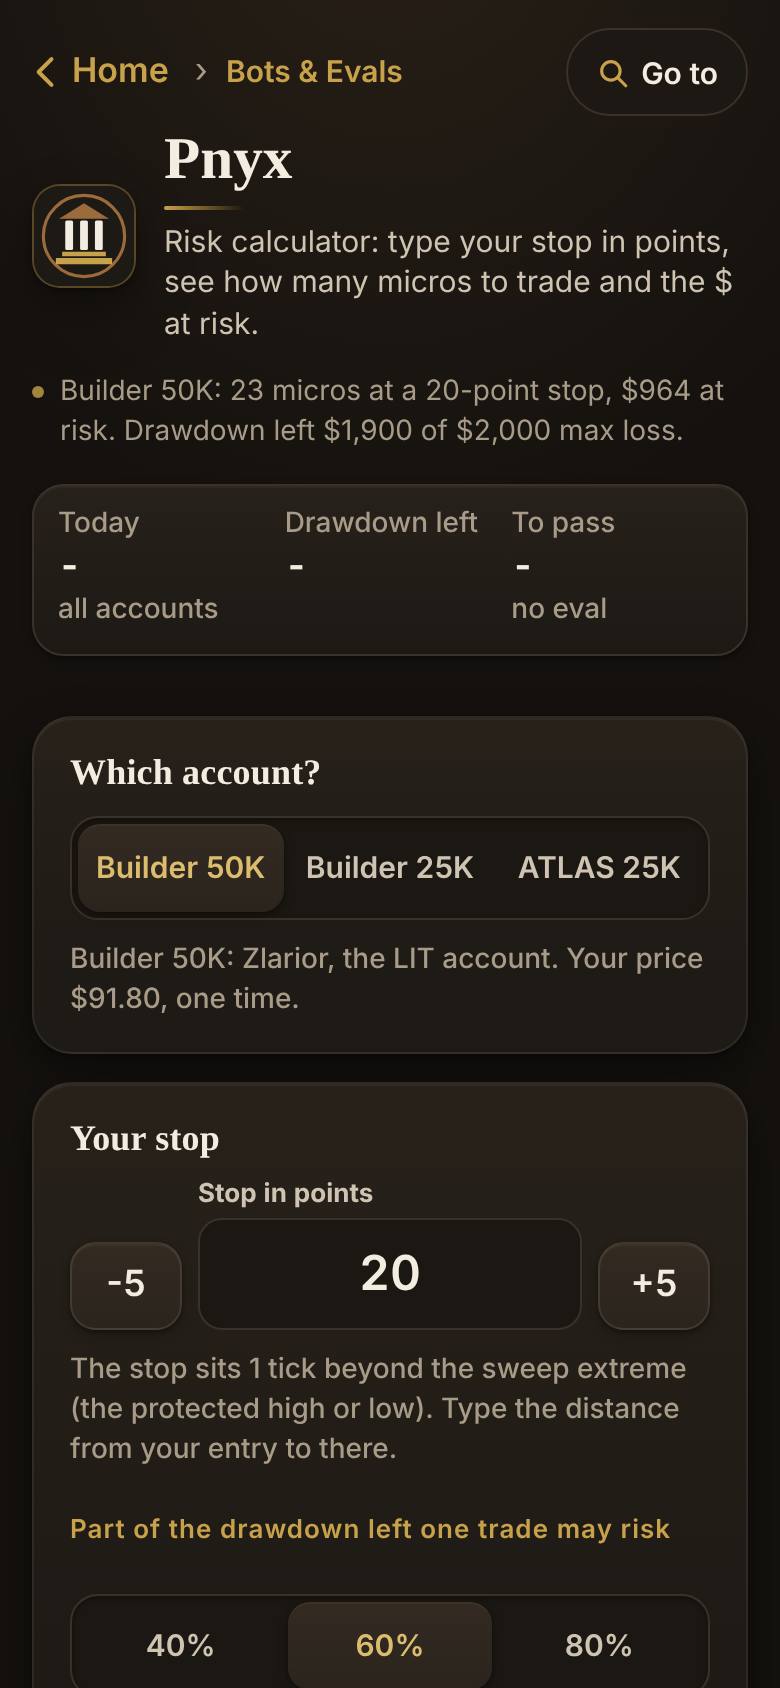 Home › Bots & Evals
Go to
Pnyx
Risk calculator: type your stop in points,
see how many micros to trade and the $
at risk.
Builder 50K: 23 micros at a 20-point stop, $964 at
risk. Drawdown left $1,900 of $2,000 max loss.
Today
Drawdown left
To pass
-
-
-
all accounts
no eval
Which account?
Builder 50K
Builder 25K
ATLAS 25K
Builder 50K: Zlarior, the LIT account. Your price
$91.80, one time.
Your stop
Stop in points
-5
20
+5
The stop sits 1 tick beyond the sweep extreme
(the protected high or low). Type the distance
from your entry to there.
Part of the drawdown left one trade may risk
40%
60%
80%